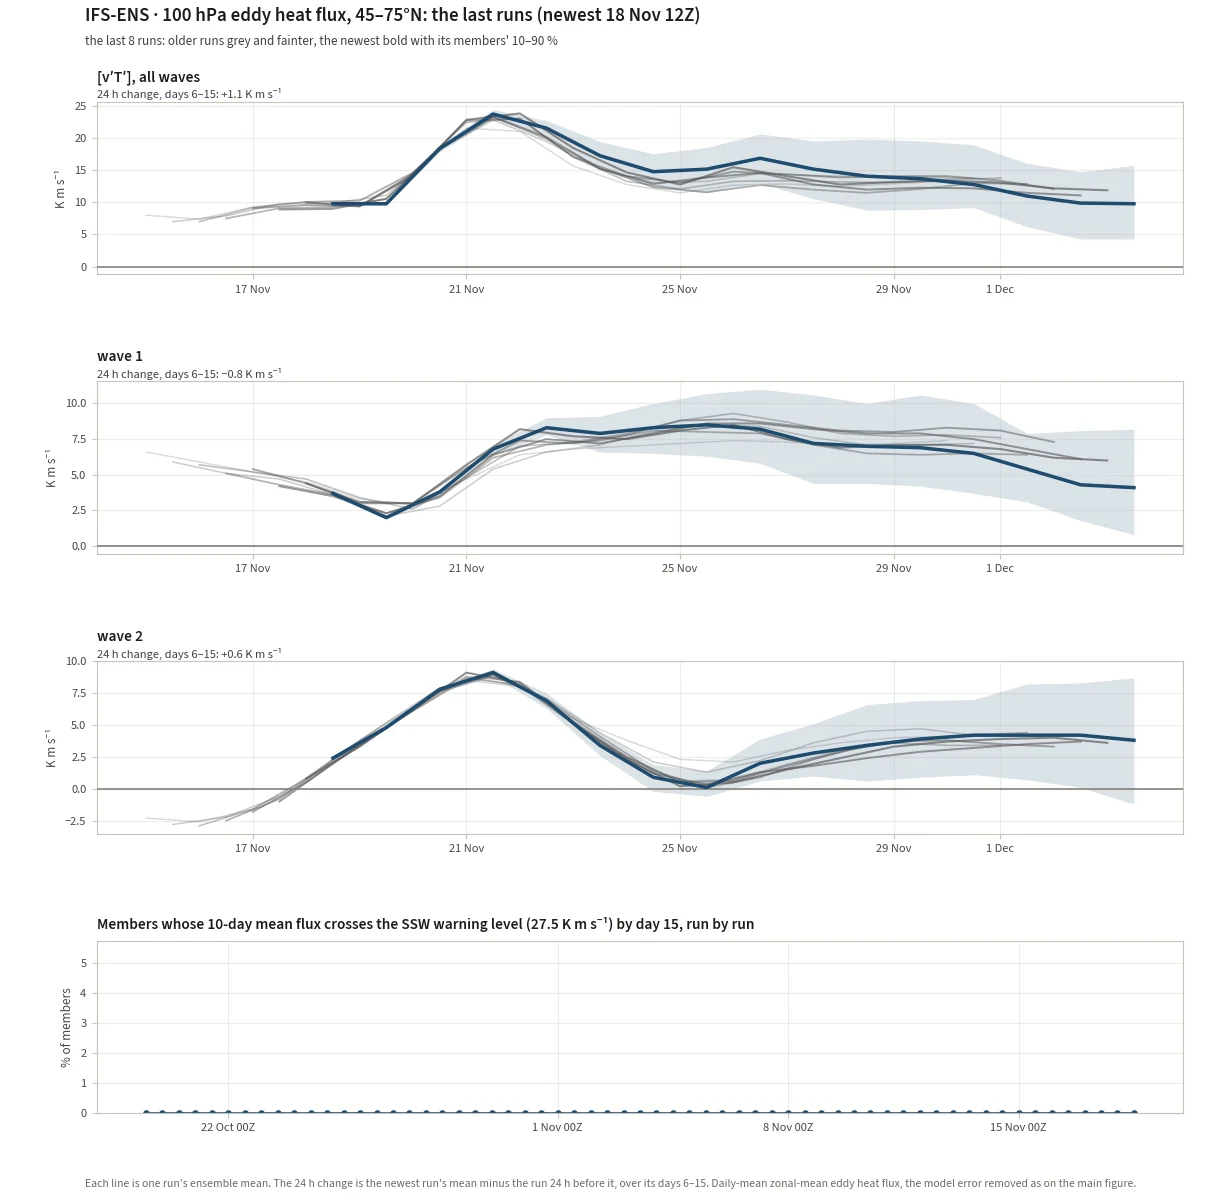 IFS-ENS · 100 hPa eddy heat flux, 45–75°N: the last runs (newest 18 Nov 12Z)
the last 8 runs: older runs grey and fainter, the newest bold with its members' 10–90 %
[v′T′], all waves
24 h change, days 6–15: +1.1 K m s⁻¹
25
20
15
10
5
0
K m s⁻¹
17 Nov
21 Nov
25 Nov
29 Nov
1 Dec
wave 1
24 h change, days 6–15: −0.8 K m s⁻¹
10.0
7.5
5.0
2.5
0.0
K m s⁻¹
17 Nov
21 Nov
25 Nov
29 Nov
1 Dec
wave 2
24 h change, days 6–15: +0.6 K m s⁻¹
10.0
7.5
5.0
2.5
0.0
−2.5
K m s⁻¹
17 Nov
21 Nov
25 Nov
29 Nov
1 Dec
Members whose 10-day mean flux crosses the SSW warning level (27.5 K m s⁻¹) by day 15, run by run
5
4
3
2
1
0
% of members
22 Oct 00Z
1 Nov 00Z
8 Nov 00Z
15 Nov 00Z
Each line is one run's ensemble mean. The 24 h change is the newest run's mean minus the run 24 h before it, over its days 6–15. Daily-mean zonal-mean eddy heat flux, the model error removed as on the main figure.